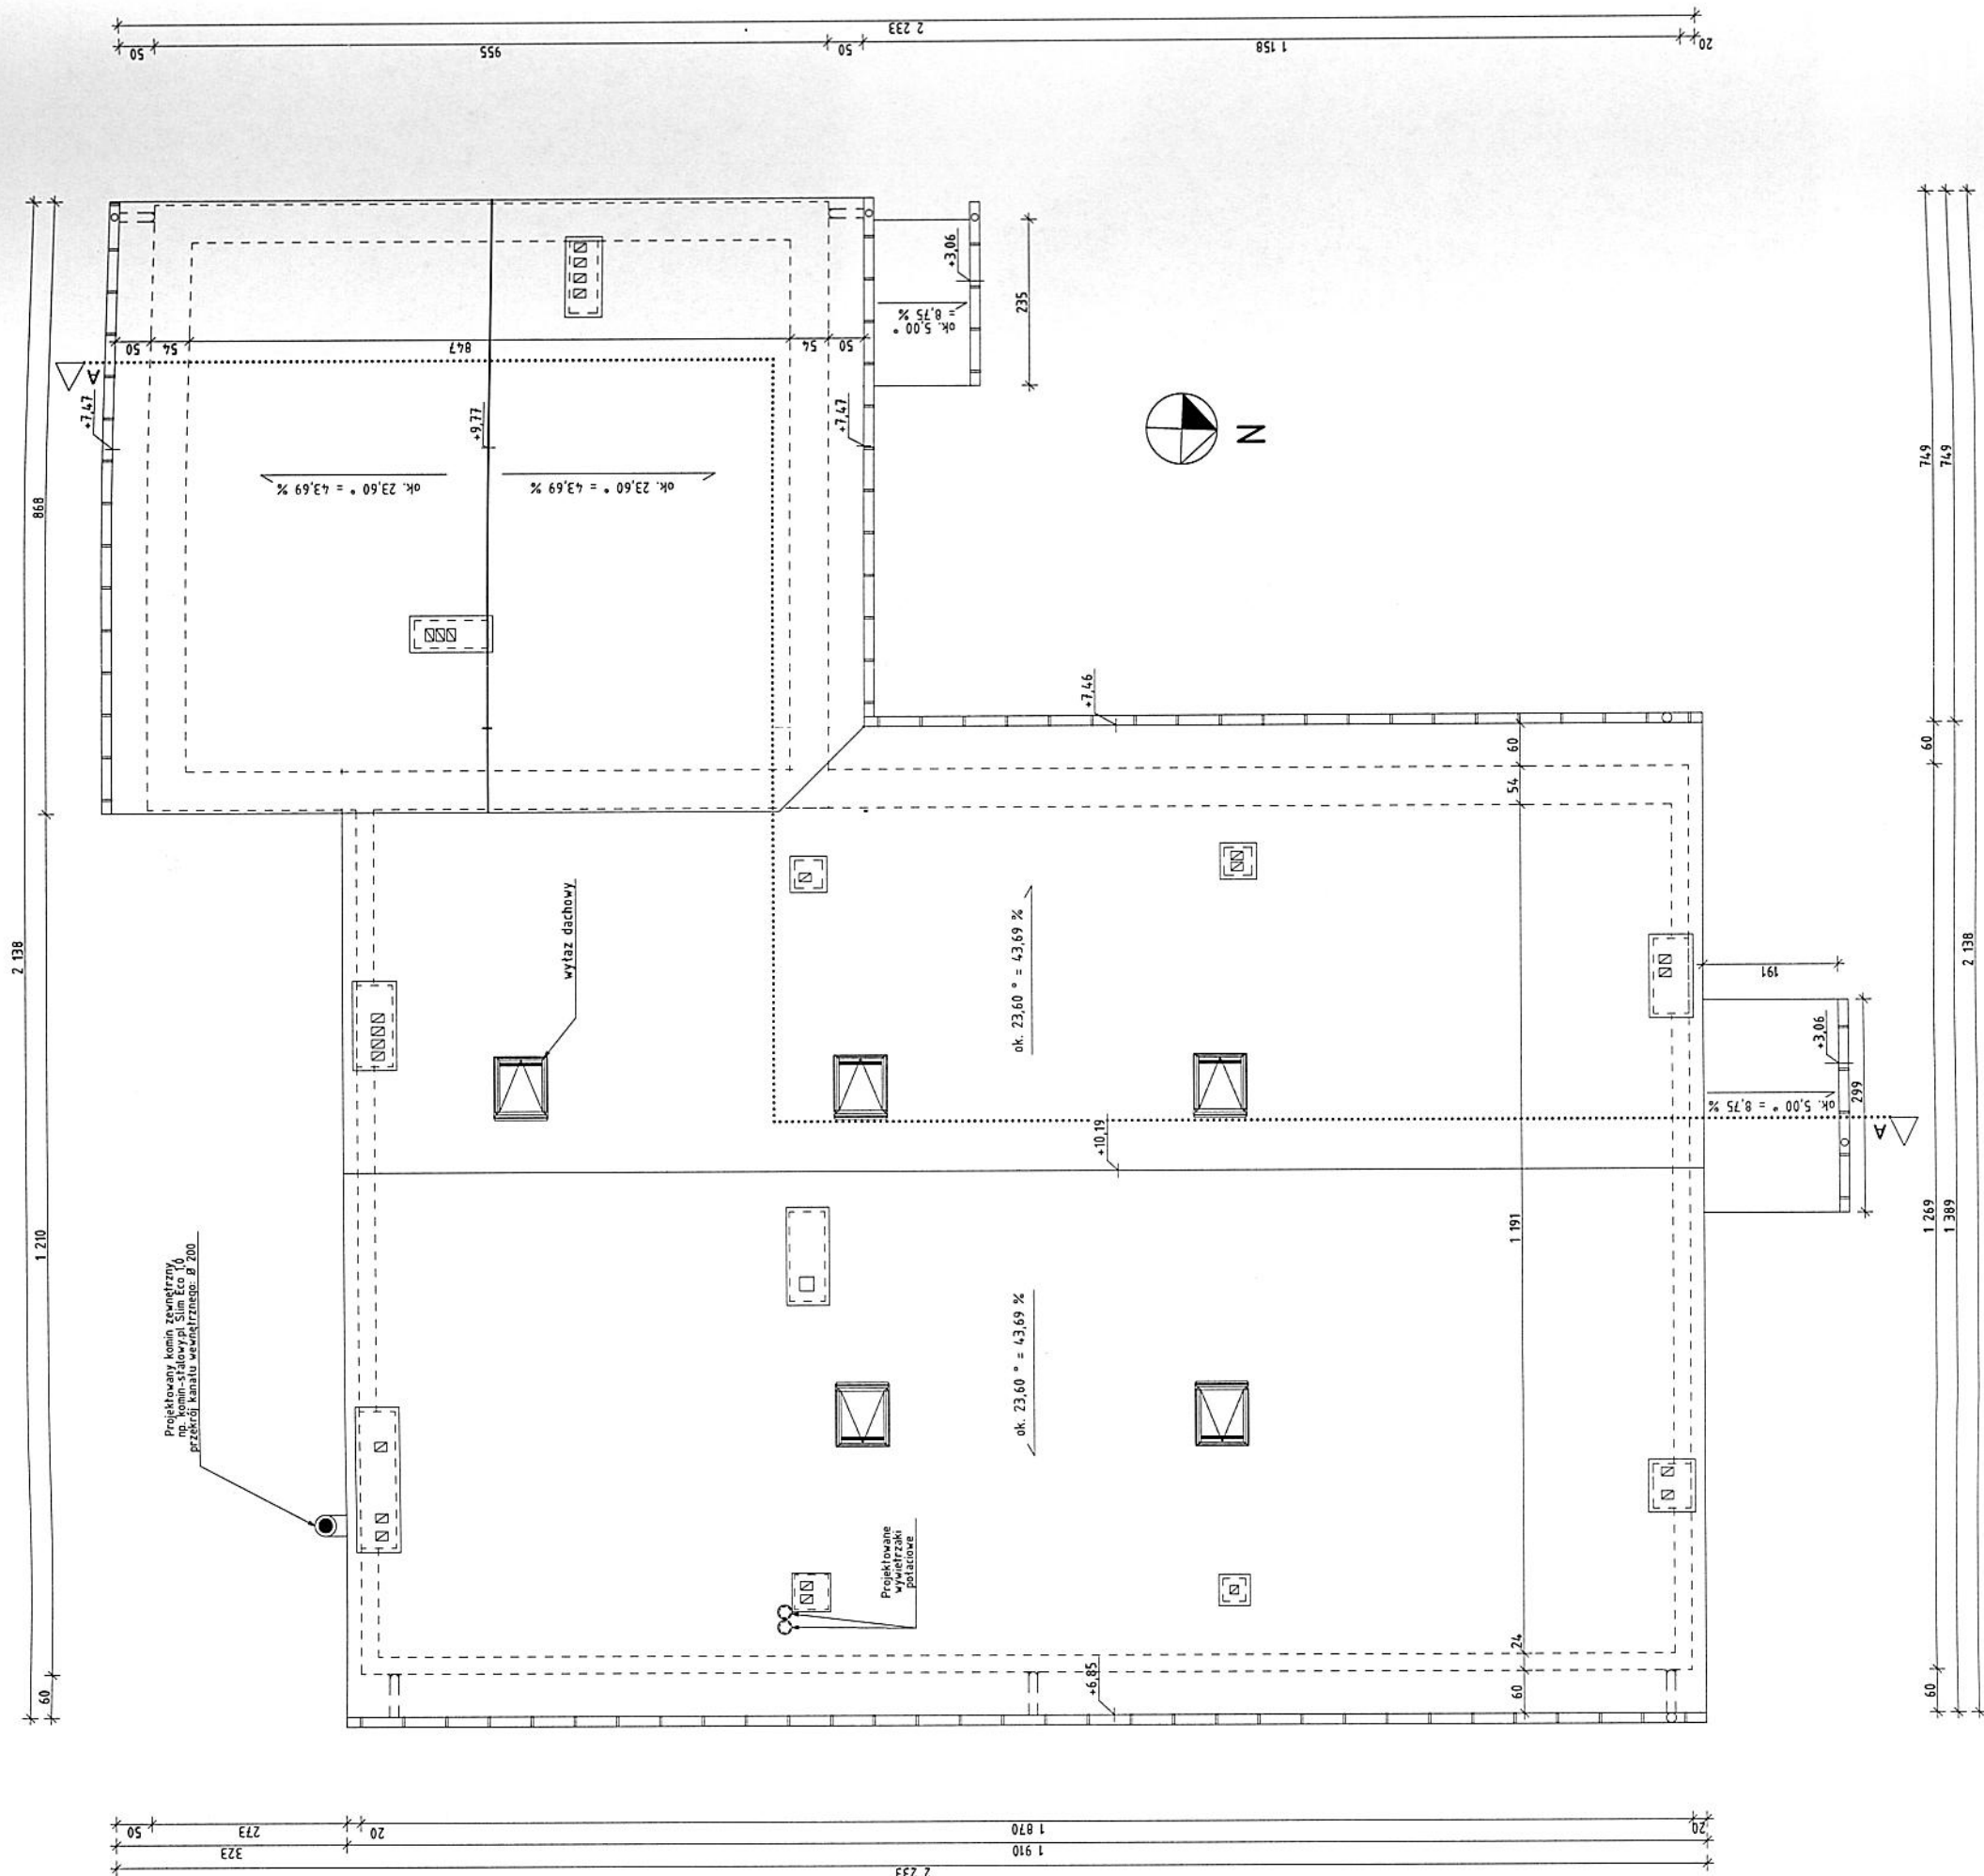 2 233
50
955
50
1 158
20
2 138
868
1 210
60
50
54
847
54
50
A
+7,47
+9,77
+7,47
ok. 23,60 ° = 43,69 %
ok. 23,60 ° = 43,69 %
+3,06
ok. 5,00 °
= 8,75 %
235
N
749
749
60
+7,46
60
54
wyłaz dachowy
ok. 23,60 ° = 43,69 %
191
+3,06
ok. 5,00 ° = 8,75 %
299
A
2 138
+10,19
1 191
1 269
1 389
Projektowany komin zewnętrzny,
np. komin-stalowy.pl Slim Eco 1,0
przekrój kanału wewnętrznego: Ø 200
ok. 23,60 ° = 43,69 %
Projektowane
wywietrzaki
połaciowe
24
60
+6,85
60
50
273
20
1 870
20
323
1 910
2 233